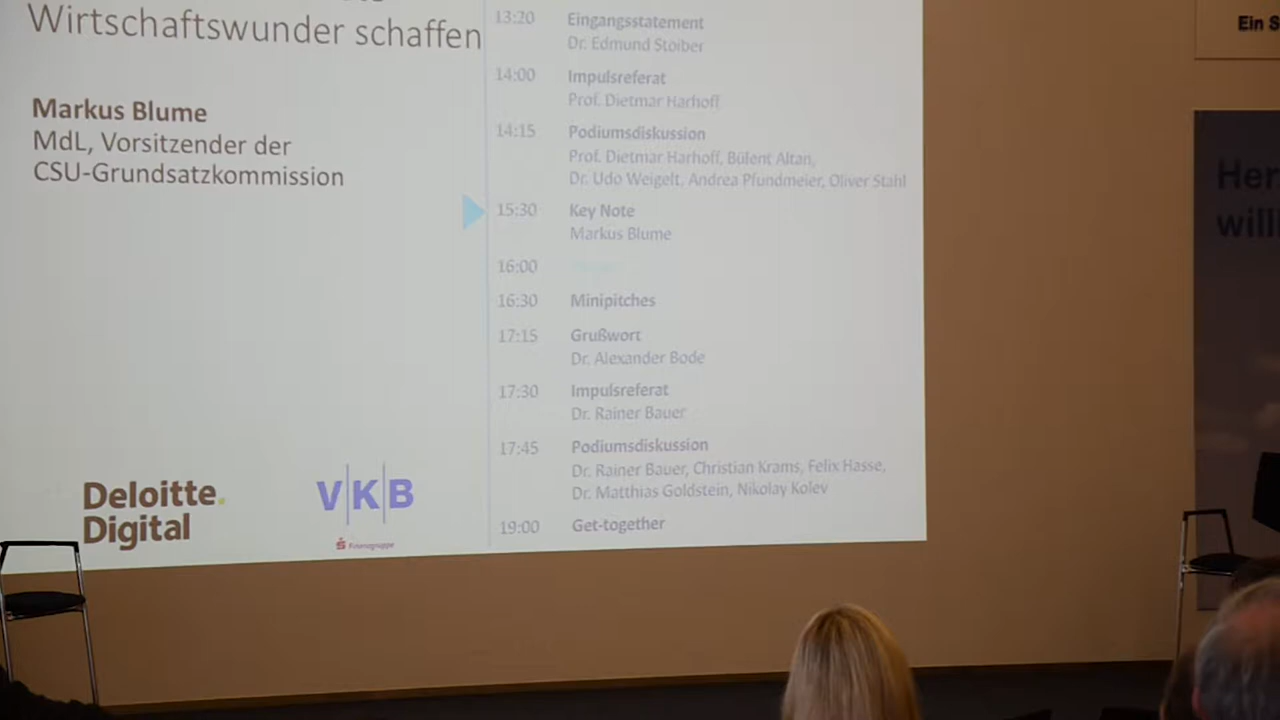 Wirtschaftswunder schaffen
Markus Blume
MdL, Vorsitzender der
CSU-Grundsatzkommission
Deloitte.
Digital
VKB
Finanzgruppe
13:20 Eingangsstatement
Dr. Edmund Stoiber
14:00 Impulsreferat
Prof. Dietmar Harhoff
14:15 Podiumsdiskussion
Prof. Dietmar Harhoff, Bülent Altan,
Dr. Udo Weigelt, Andrea Pfundmeier, Oliver Stahl
15:30 Key Note
Markus Blume
16:00
16:30 Minipitches
17:15 Grußwort
Dr. Alexander Bode
17:30 Impulsreferat
Dr. Rainer Bauer
17:45 Podiumsdiskussion
Dr. Rainer Bauer, Christian Krams, Felix Hasse,
Dr. Matthias Goldstein, Nikolay Kolev
19:00 Get-together
Ein